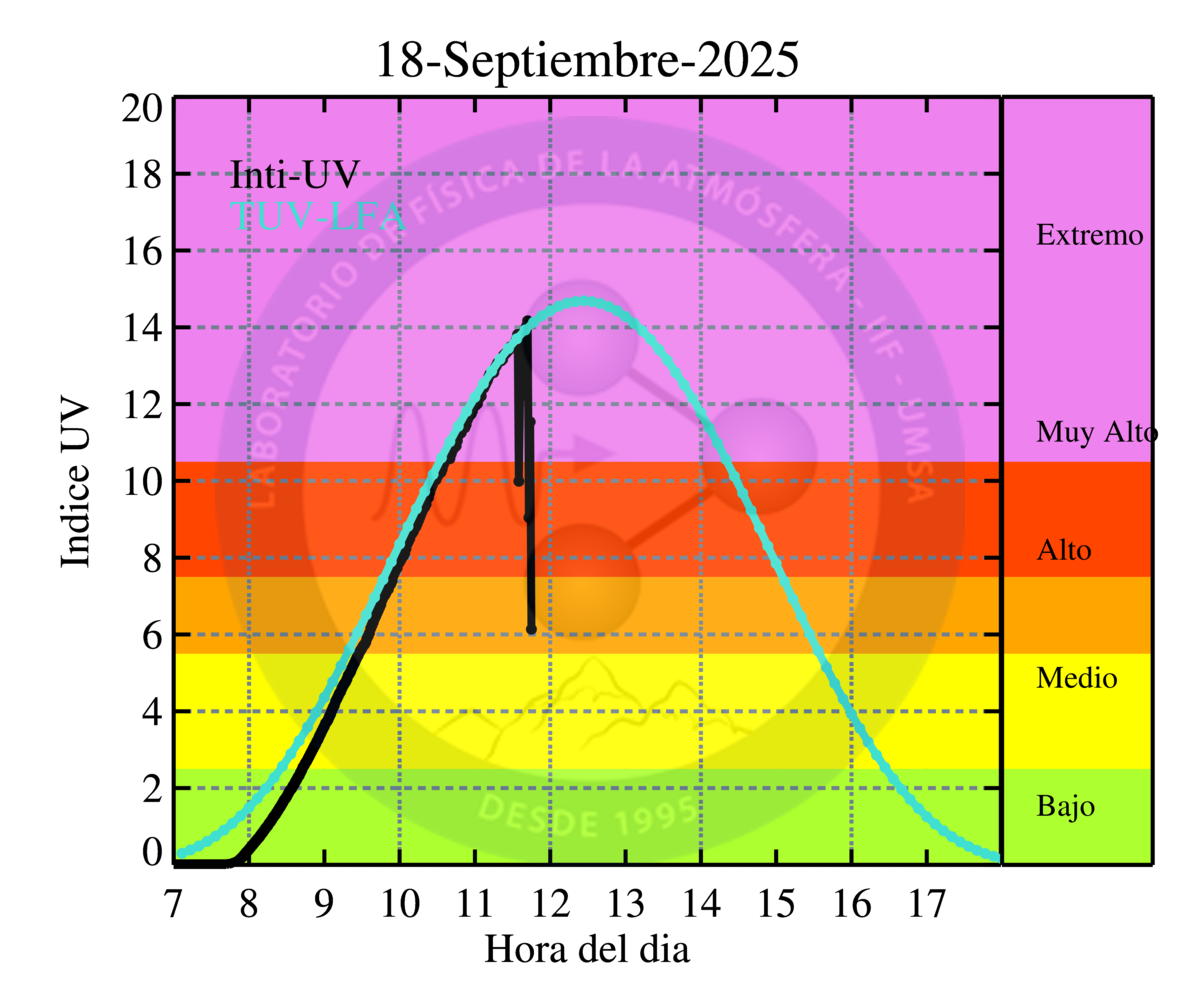 18-Septiembre-2025
20
18
16
14
12
10
8
6
4
2
0
Indice UV
Inti-UV
TUV-LFA
LABORATORIO DE FÍSICA DE LA ATMÓSFERA - IIF - UMSA
DESDE 1995
Extremo
Muy Alto
Alto
Medio
Bajo
7 8 9 10 11 12 13 14 15 16 17
Hora del dia